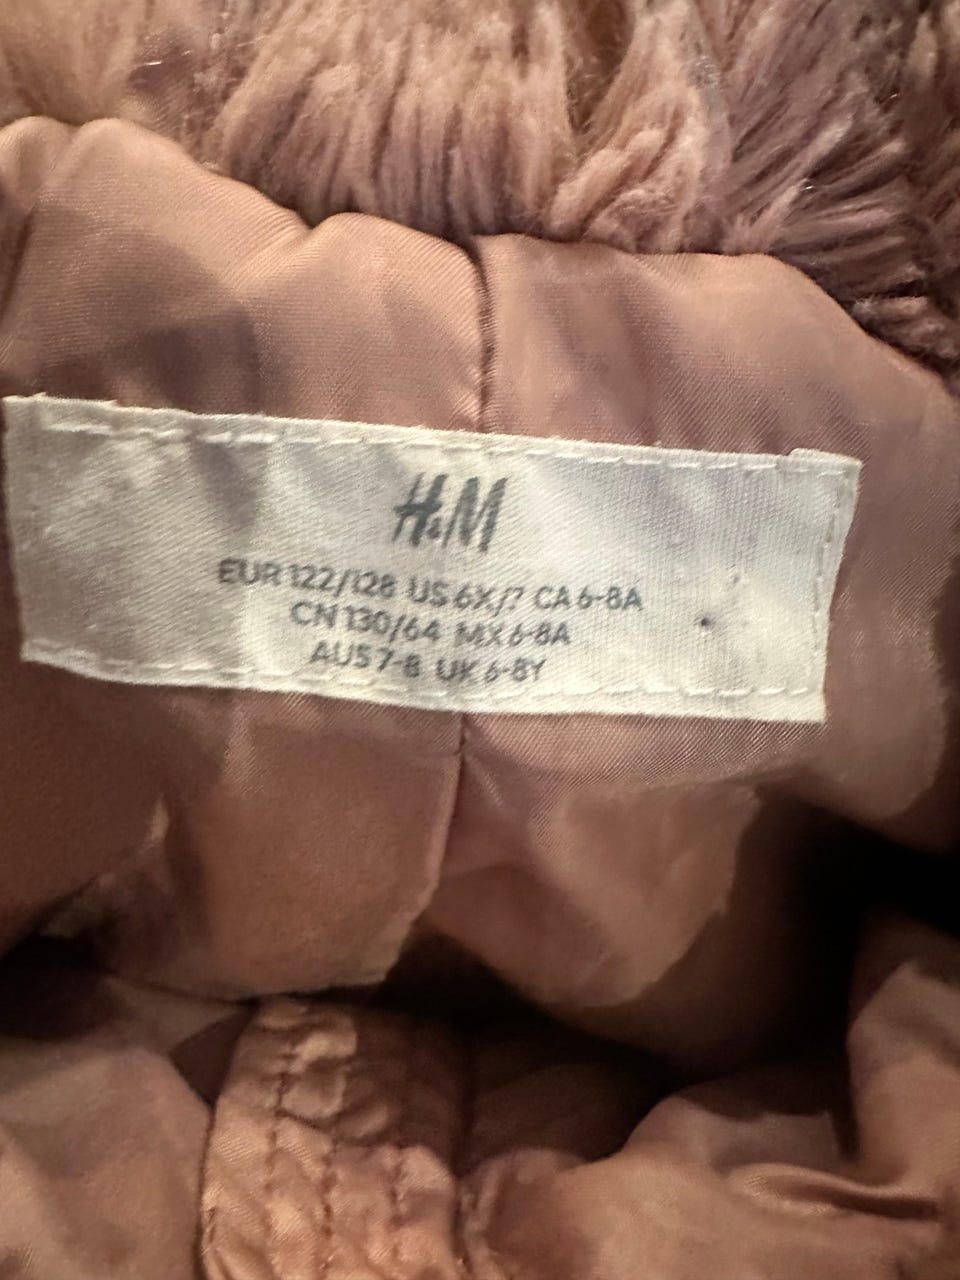 H&M
EUR 122/128 US 6X/7 CA 6-8A
CN 130/64 MX 6-8A
AUS 7-8 UK 6-8Y